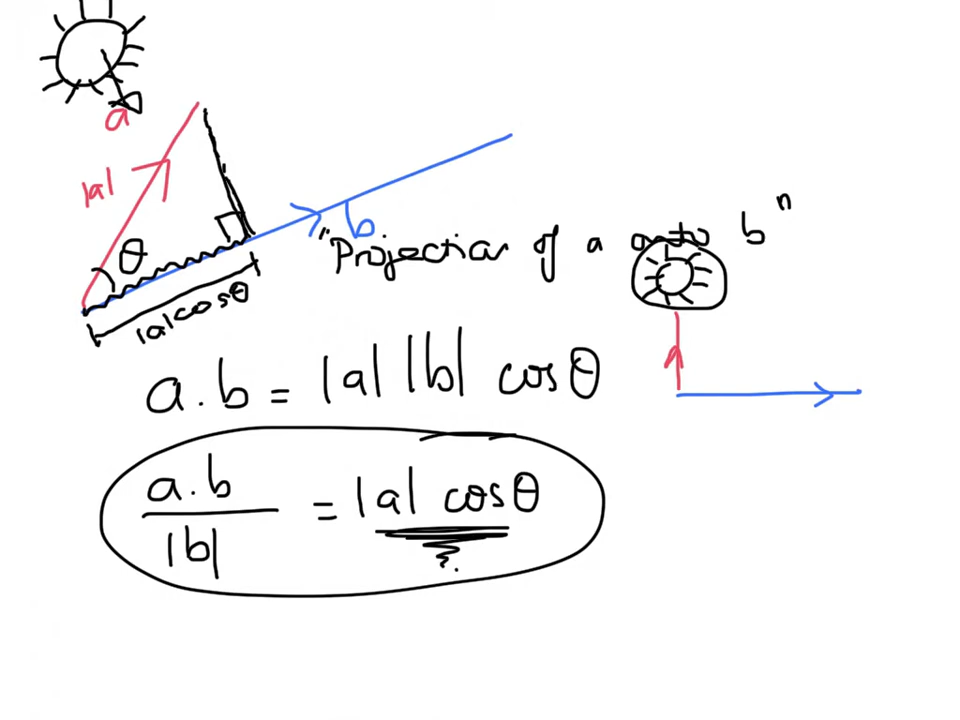 a
|a|
θ
b
"Projection of a onto b"
|a|cosθ
a.b = |a| |b| cosθ
a.b
|b|
= |a| cosθ